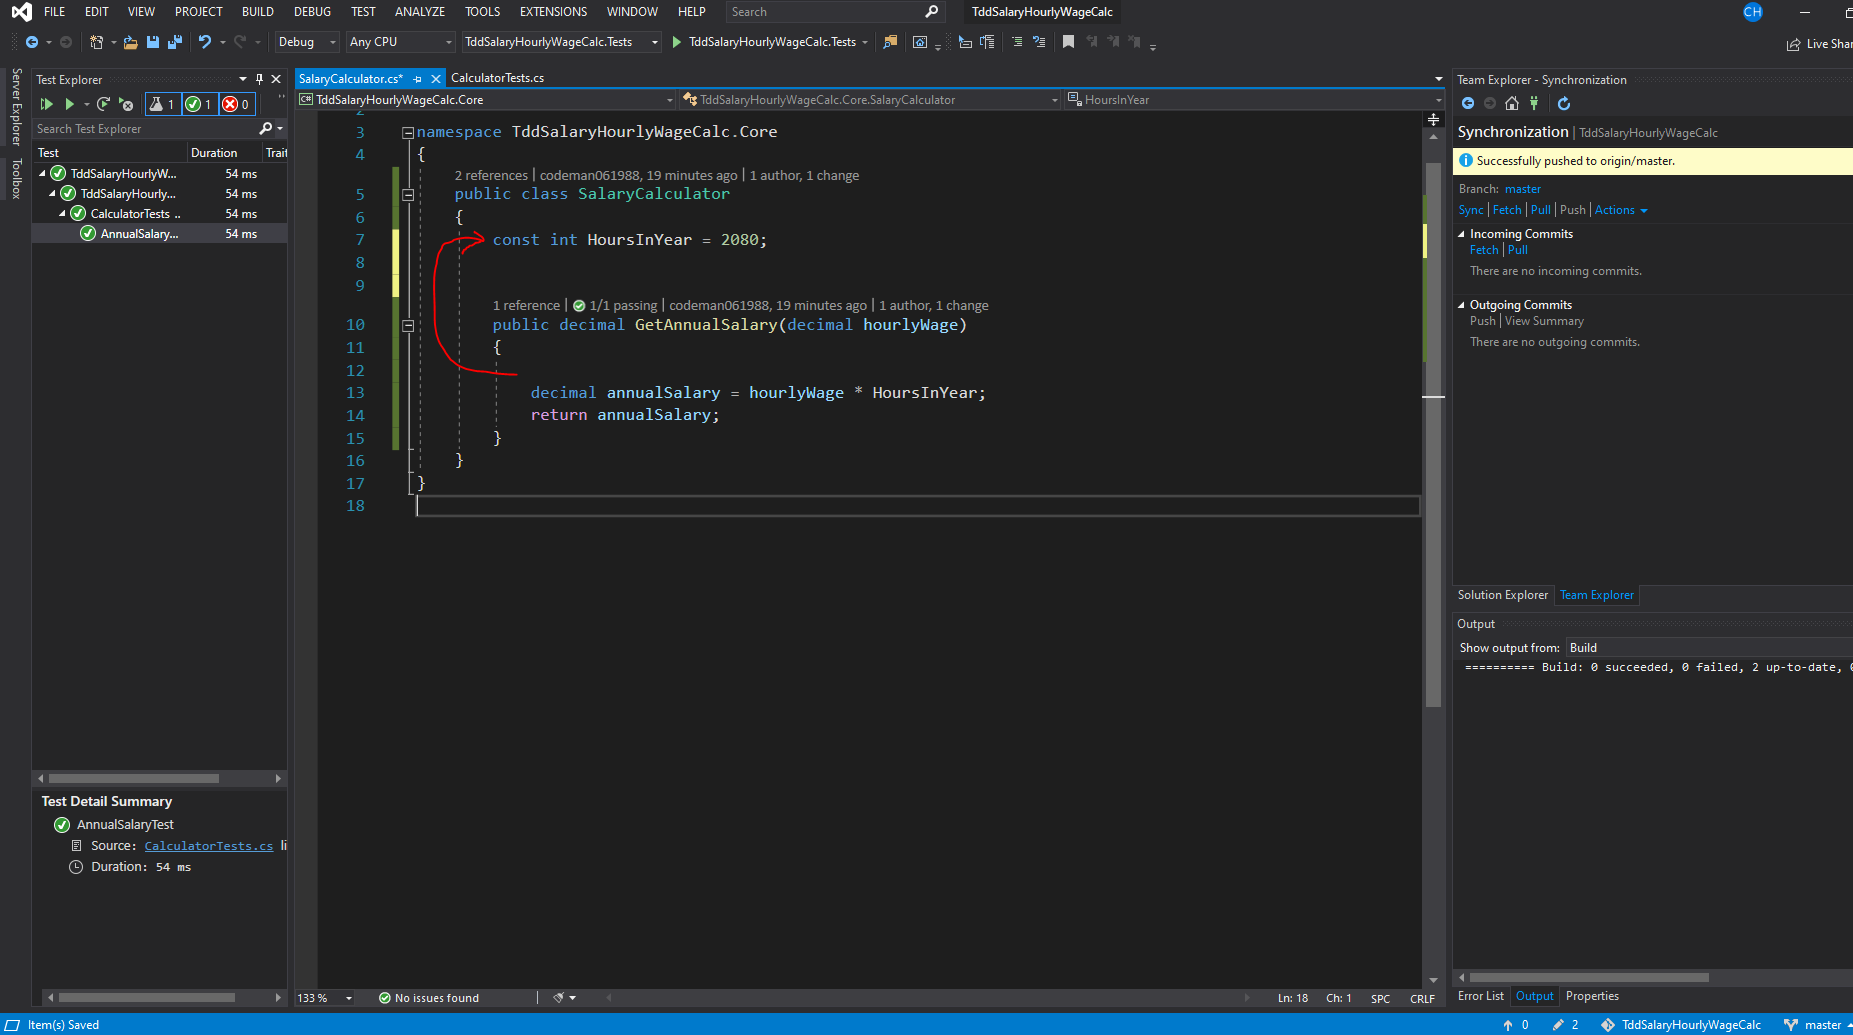 FILE EDIT VIEW PROJECT BUILD DEBUG TEST ANALYZE TOOLS EXTENSIONS WINDOW HELP Search TddSalaryHourlyWageCalc CH
Debug Any CPU TddSalaryHourlyWageCalc.Tests TddSalaryHourlyWageCalc.Tests Live Shar
Server Explorer
Toolbox
Test Explorer
1 1 0
Search Test Explorer
Test Duration Trait
TddSalaryHourlyW... 54 ms
TddSalaryHourly... 54 ms
CalculatorTests .. 54 ms
AnnualSalary... 54 ms
Test Detail Summary
AnnualSalaryTest
Source: CalculatorTests.cs li
Duration: 54 ms
SalaryCalculator.cs* CalculatorTests.cs
C# TddSalaryHourlyWageCalc.Core TddSalaryHourlyWageCalc.Core.SalaryCalculator HoursInYear
2
3 namespace TddSalaryHourlyWageCalc.Core
4 {
2 references | codeman061988, 19 minutes ago | 1 author, 1 change
5 public class SalaryCalculator
6 {
7 const int HoursInYear = 2080;
8
9
1 reference | 1/1 passing | codeman061988, 19 minutes ago | 1 author, 1 change
10 public decimal GetAnnualSalary(decimal hourlyWage)
11 {
12
13 decimal annualSalary = hourlyWage * HoursInYear;
14 return annualSalary;
15 }
16 }
17 }
18
133 % No issues found Ln: 18 Ch: 1 SPC CRLF
Team Explorer - Synchronization
Synchronization | TddSalaryHourlyWageCalc
Successfully pushed to origin/master.
Branch: master
Sync | Fetch | Pull | Push | Actions
Incoming Commits
Fetch | Pull
There are no incoming commits.
Outgoing Commits
Push | View Summary
There are no outgoing commits.
Solution Explorer Team Explorer
Output
Show output from: Build
========== Build: 0 succeeded, 0 failed, 2 up-to-date, 0
Error List Output Properties
Item(s) Saved 0 2 TddSalaryHourlyWageCalc master